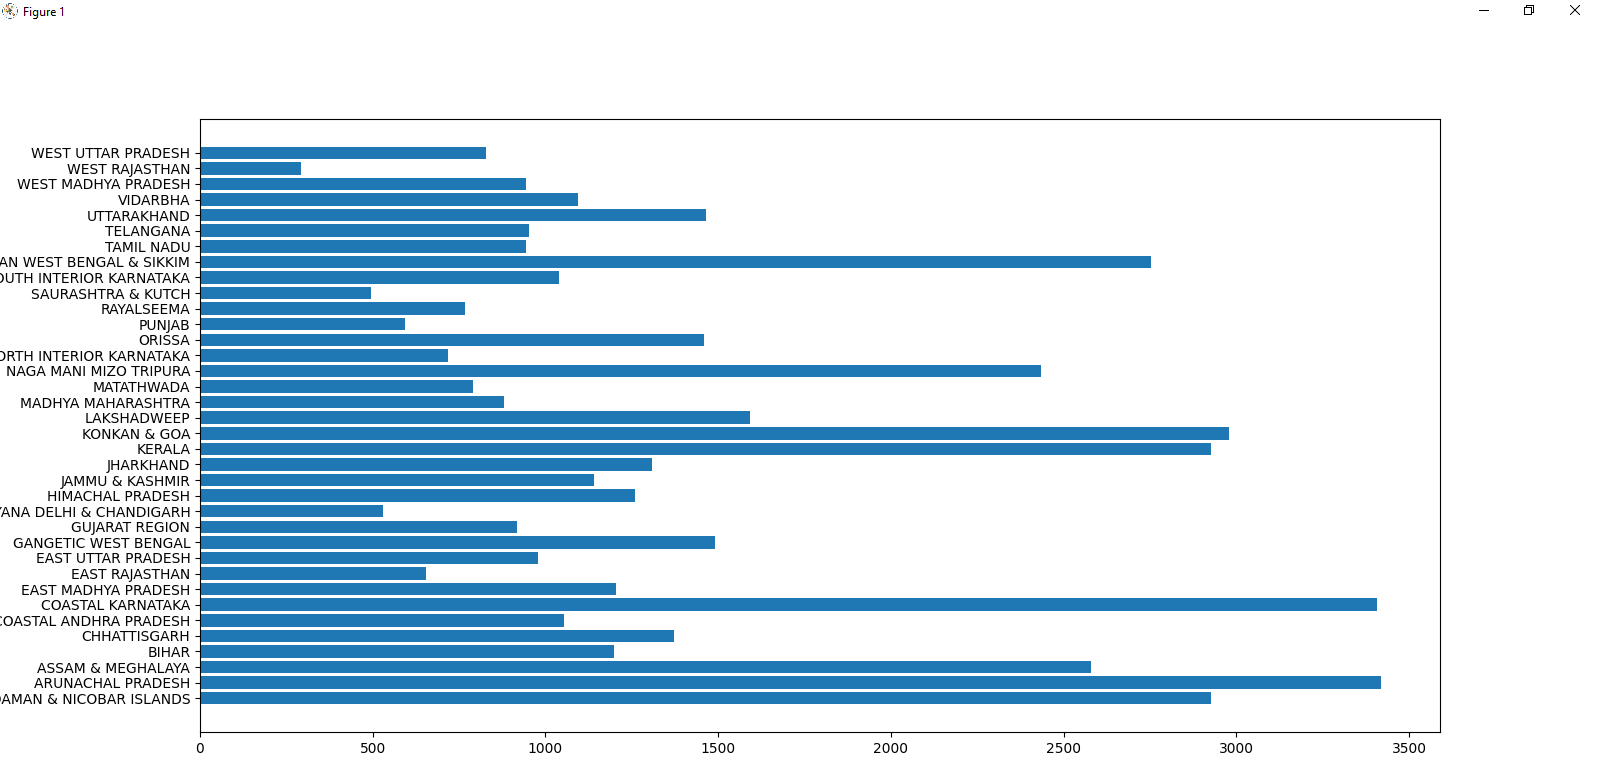 Figure 1
WEST UTTAR PRADESH
WEST RAJASTHAN
WEST MADHYA PRADESH
VIDARBHA
UTTARAKHAND
TELANGANA
TAMIL NADU
AN WEST BENGAL & SIKKIM
OUTH INTERIOR KARNATAKA
SAURASHTRA & KUTCH
RAYALSEEMA
PUNJAB
ORISSA
ORTH INTERIOR KARNATAKA
NAGA MANI MIZO TRIPURA
MATATHWADA
MADHYA MAHARASHTRA
LAKSHADWEEP
KONKAN & GOA
KERALA
JHARKHAND
JAMMU & KASHMIR
HIMACHAL PRADESH
YANA DELHI & CHANDIGARH
GUJARAT REGION
GANGETIC WEST BENGAL
EAST UTTAR PRADESH
EAST RAJASTHAN
EAST MADHYA PRADESH
COASTAL KARNATAKA
COASTAL ANDHRA PRADESH
CHHATTISGARH
BIHAR
ASSAM & MEGHALAYA
ARUNACHAL PRADESH
DAMAN & NICOBAR ISLANDS
0 500 1000 1500 2000 2500 3000 3500